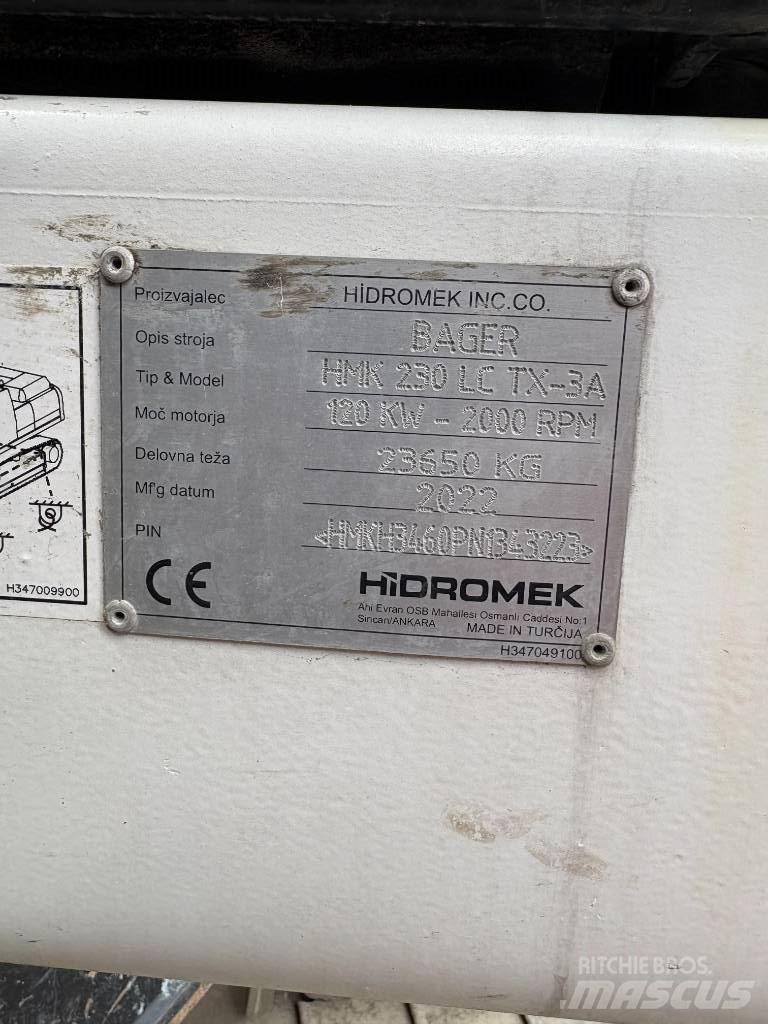 Proizvajalec HİDROMEK INC.CO.
Opis stroja BAGER
Tip & Model HMK 230 LC TX-3A
Moč motorja 120 KW - 2000 RPM
Delovna teža 23650 KG
Mf'g datum 2022
PIN <HMKH3460PN1343223>
CE HİDROMEK
Ahi Evran OSB Mahallesi Osmanlı Caddesi No:1
Sincan/ANKARA MADE IN TURČIJA
H347049100
H347009900
RITCHIE BROS.
MASCUS